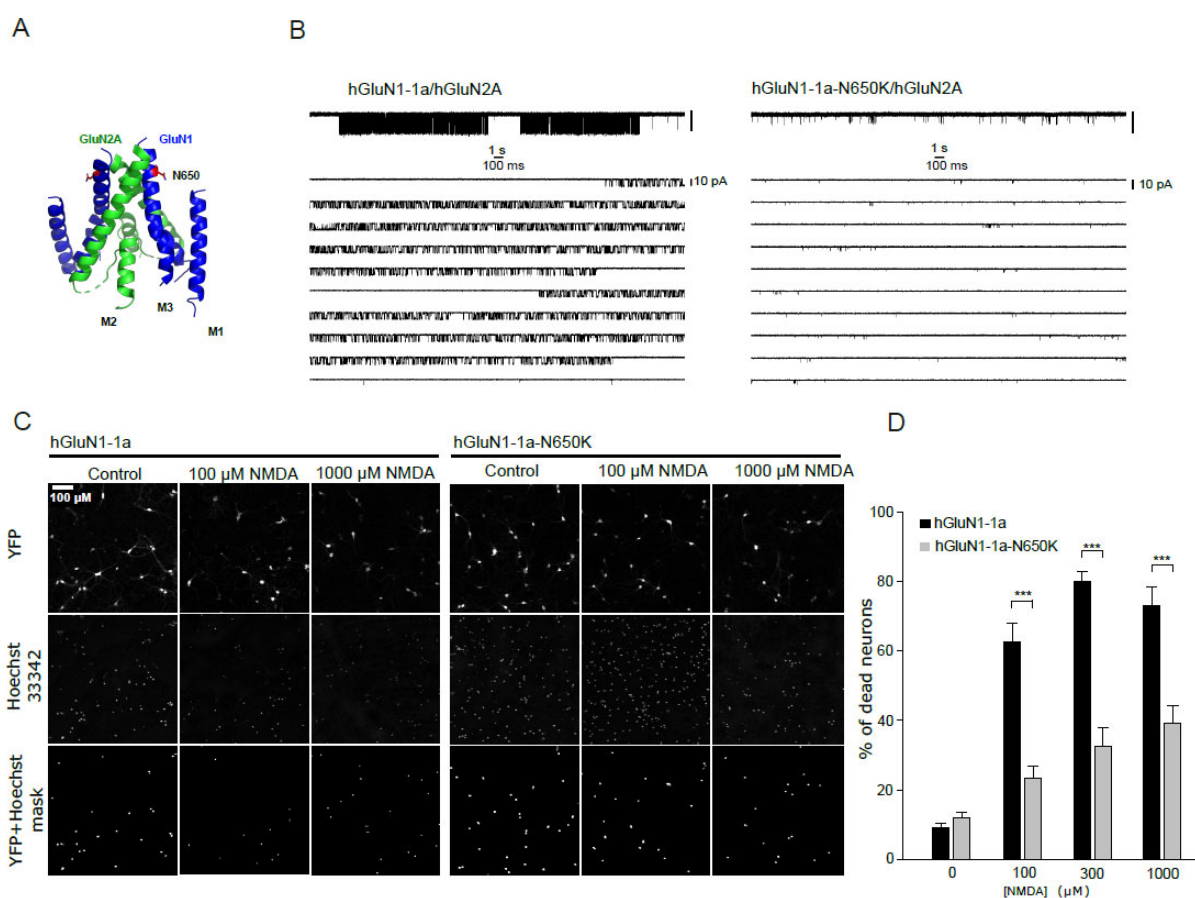 A
B
hGluN1-1a/hGluN2A
hGluN1-1a-N650K/hGluN2A
GluN2A
GluN1
N650
M2
M3
M1
1 s
100 ms
10 pA
1 s
100 ms
10 pA
C
hGluN1-1a
hGluN1-1a-N650K
Control
100 µM NMDA
1000 µM NMDA
Control
100 µM NMDA
1000 µM NMDA
100 µM
YFP
Hoechst
33342
YFP+Hoechst
mask
D
100
80
60
40
20
0
% of dead neurons
hGluN1-1a
hGluN1-1a-N650K
***
***
***
0
100
300
1000
[NMDA] (µM)